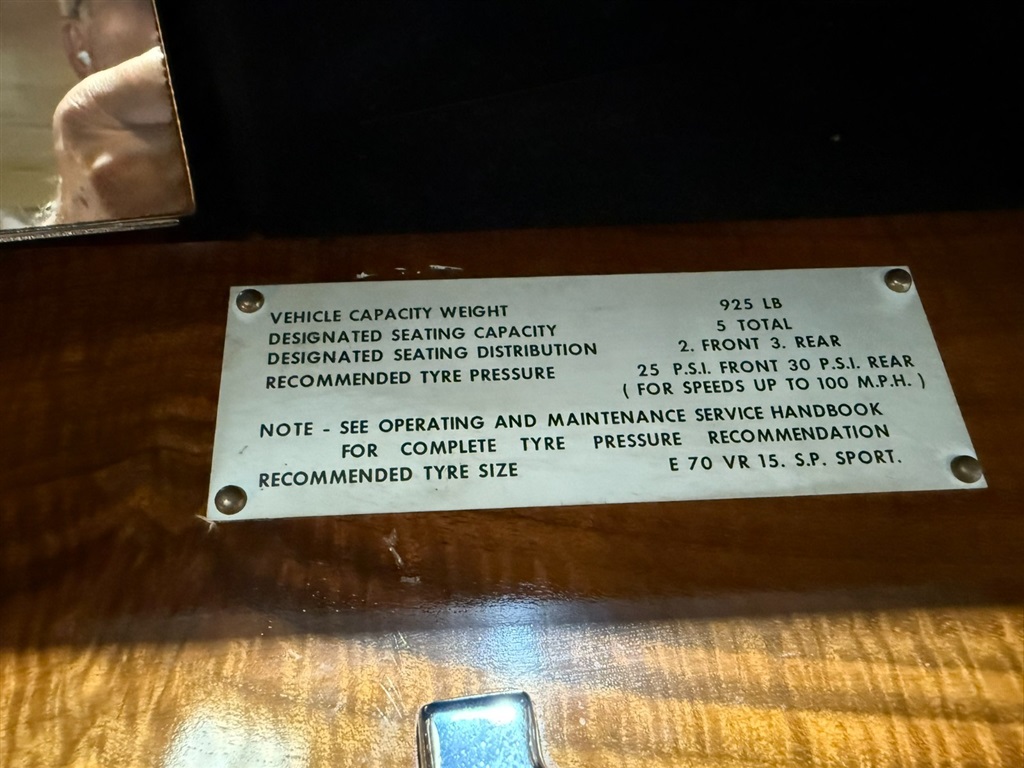 VEHICLE CAPACITY WEIGHT 925 LB
DESIGNATED SEATING CAPACITY 5 TOTAL
DESIGNATED SEATING DISTRIBUTION 2. FRONT 3. REAR
RECOMMENDED TYRE PRESSURE 25 P.S.I. FRONT 30 P.S.I. REAR
( FOR SPEEDS UP TO 100 M.P.H. )
NOTE - SEE OPERATING AND MAINTENANCE SERVICE HANDBOOK
FOR COMPLETE TYRE PRESSURE RECOMMENDATION
RECOMMENDED TYRE SIZE E 70 VR 15. S.P. SPORT.